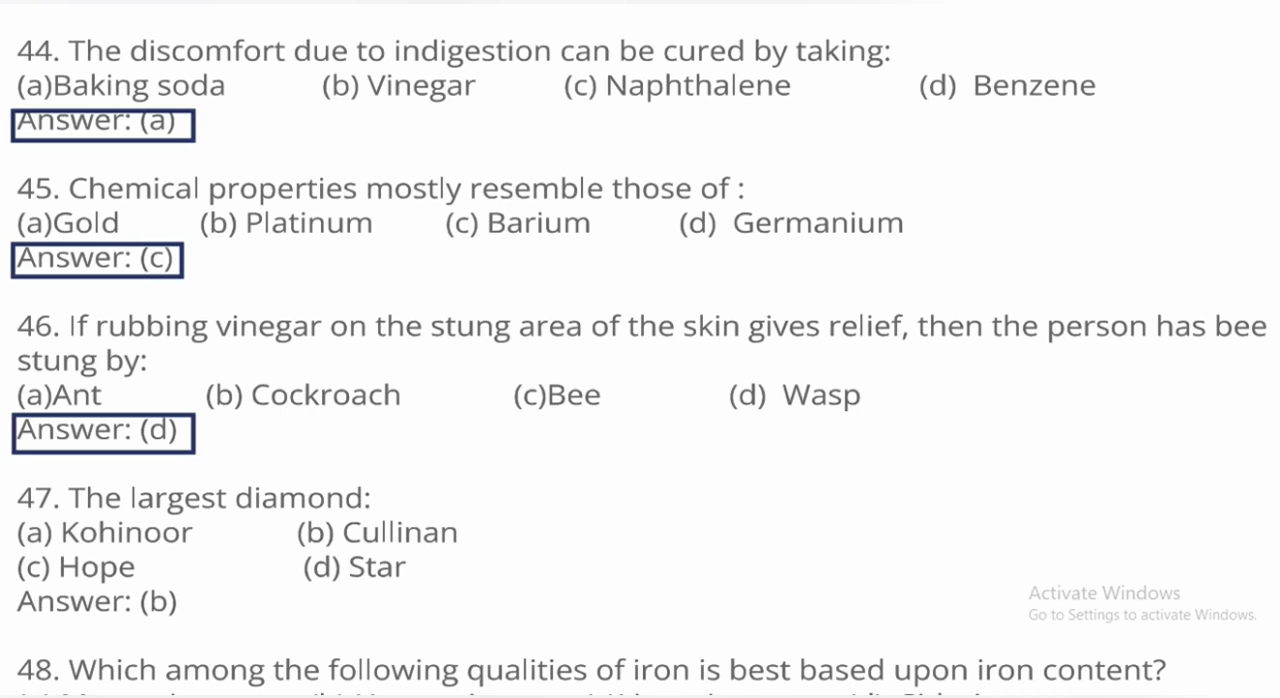 44. The discomfort due to indigestion can be cured by taking:
(a)Baking soda (b) Vinegar (c) Naphthalene (d) Benzene
Answer: (a)
45. Chemical properties mostly resemble those of :
(a)Gold (b) Platinum (c) Barium (d) Germanium
Answer: (c)
46. If rubbing vinegar on the stung area of the skin gives relief, then the person has bee
stung by:
(a)Ant (b) Cockroach (c)Bee (d) Wasp
Answer: (d)
47. The largest diamond:
(a) Kohinoor (b) Cullinan
(c) Hope (d) Star
Answer: (b)
Activate Windows
Go to Settings to activate Windows.
48. Which among the following qualities of iron is best based upon iron content?